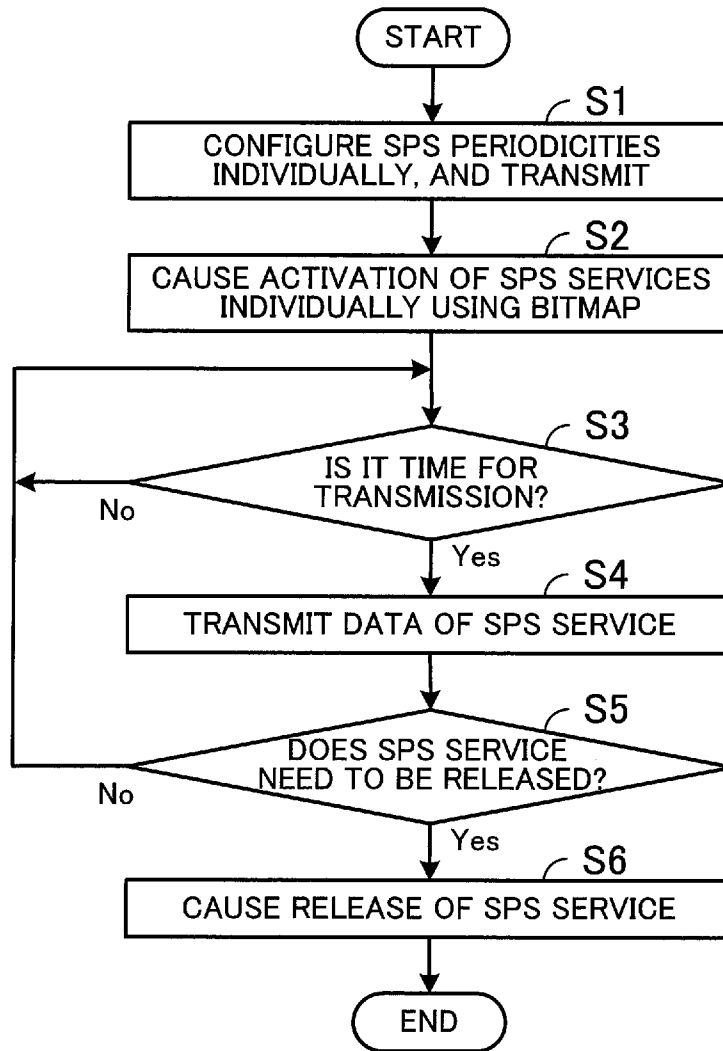 START
S1
CONFIGURE SPS PERIODICITIES
INDIVIDUALLY, AND TRANSMIT
S2
CAUSE ACTIVATION OF SPS SERVICES
INDIVIDUALLY USING BITMAP
S3
IS IT TIME FOR
TRANSMISSION?
No
Yes
S4
TRANSMIT DATA OF SPS SERVICE
S5
DOES SPS SERVICE
NEED TO BE RELEASED?
No
Yes
S6
CAUSE RELEASE OF SPS SERVICE
END